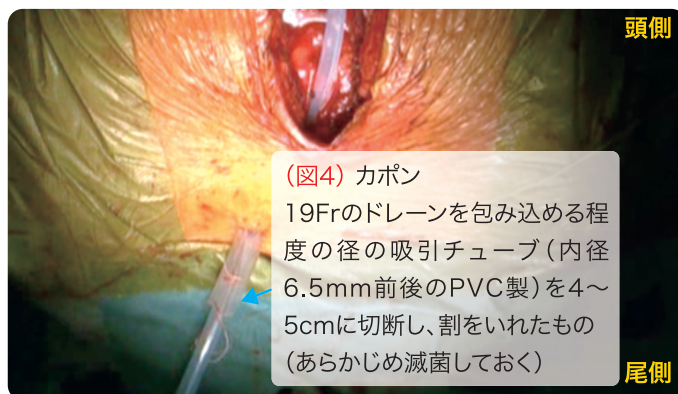 頭側
(図4) カポン
19Frのドレーンを包み込める程
度の径の吸引チューブ(内径
6.5mm前後のPVC製)を4〜
5cmに切断し、割をいれたもの
(あらかじめ滅菌しておく)
尾側